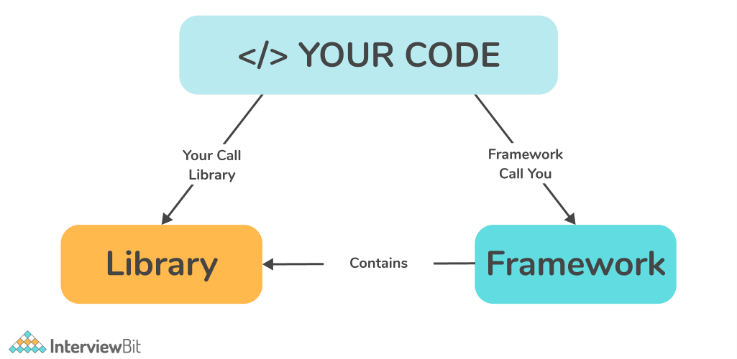 </> YOUR CODE
Your Call
Library
Framework
Call You
Library
Contains
Framework
InterviewBit